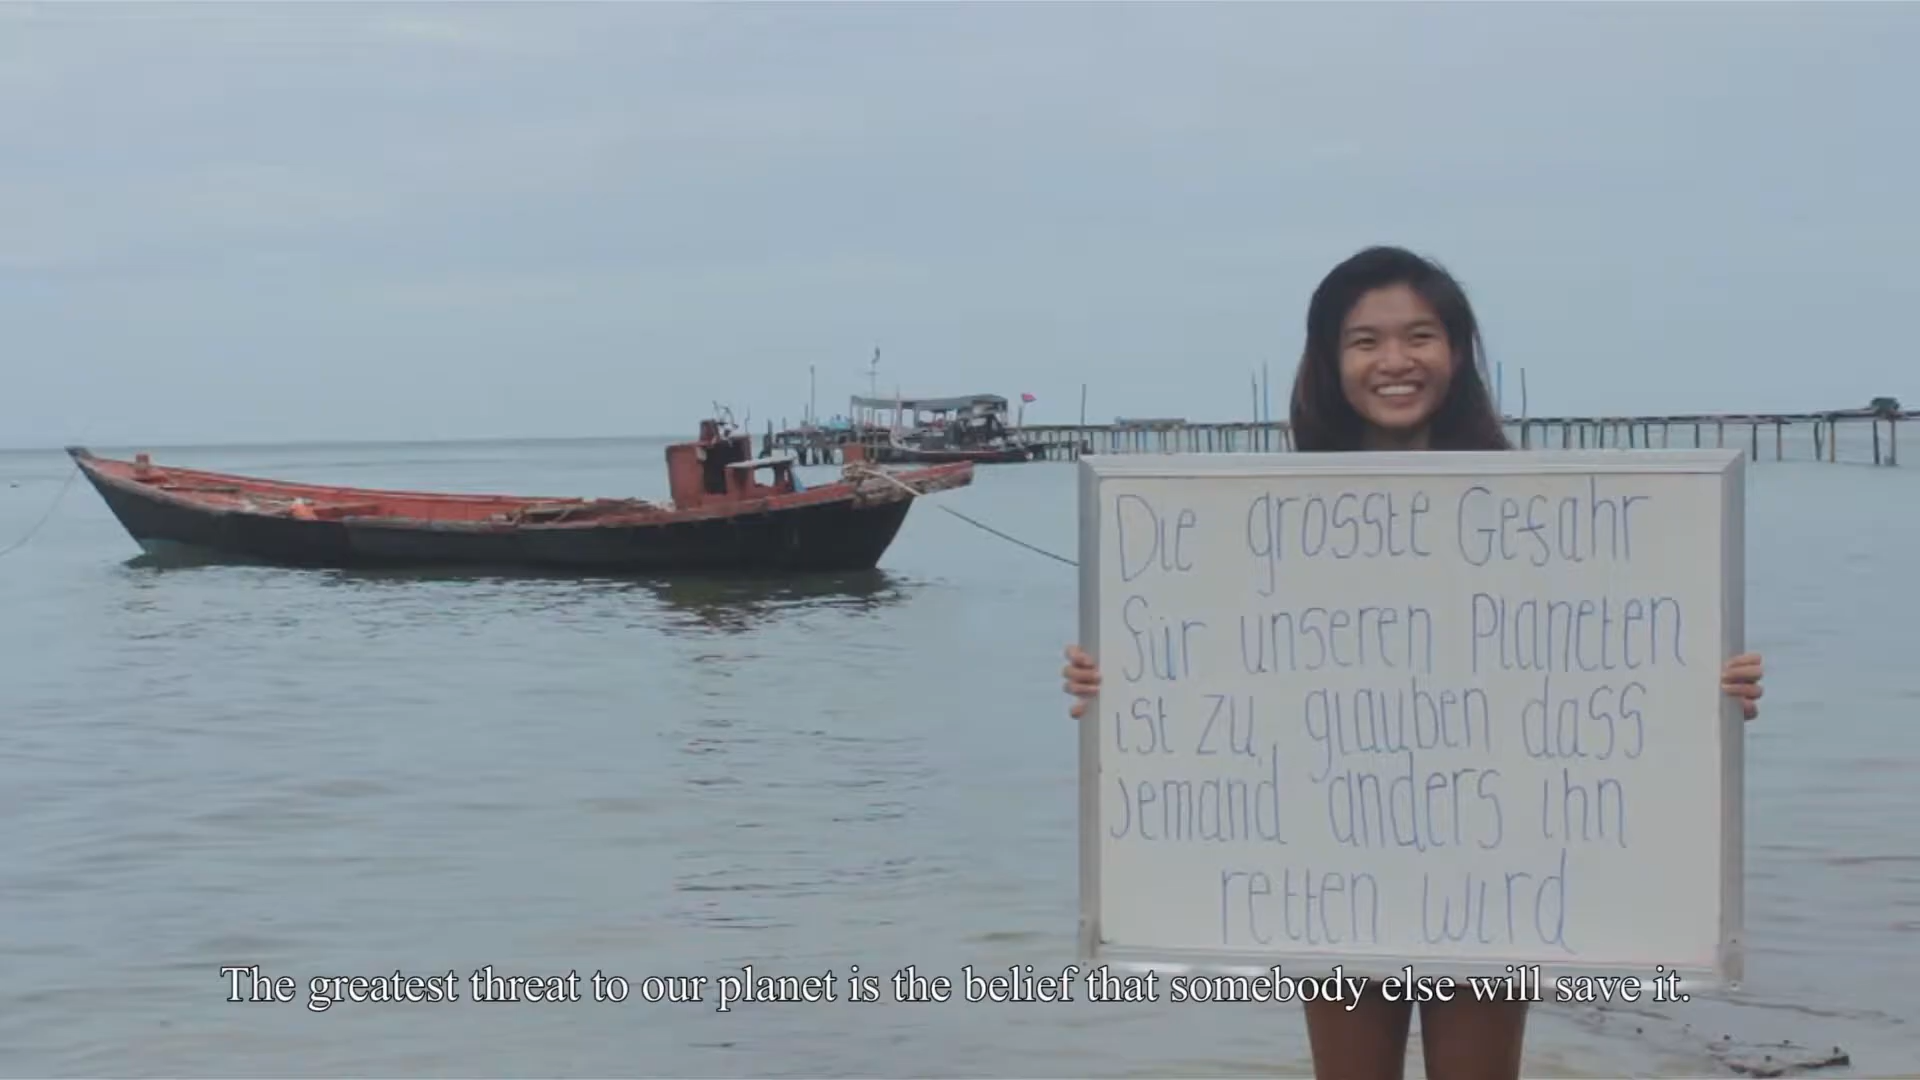 Die grosste Gefahr
für unseren Planeten
ist zu, glauben dass
Jemand anders ihn
retten wird
The greatest threat to our planet is the belief that somebody else will save it.